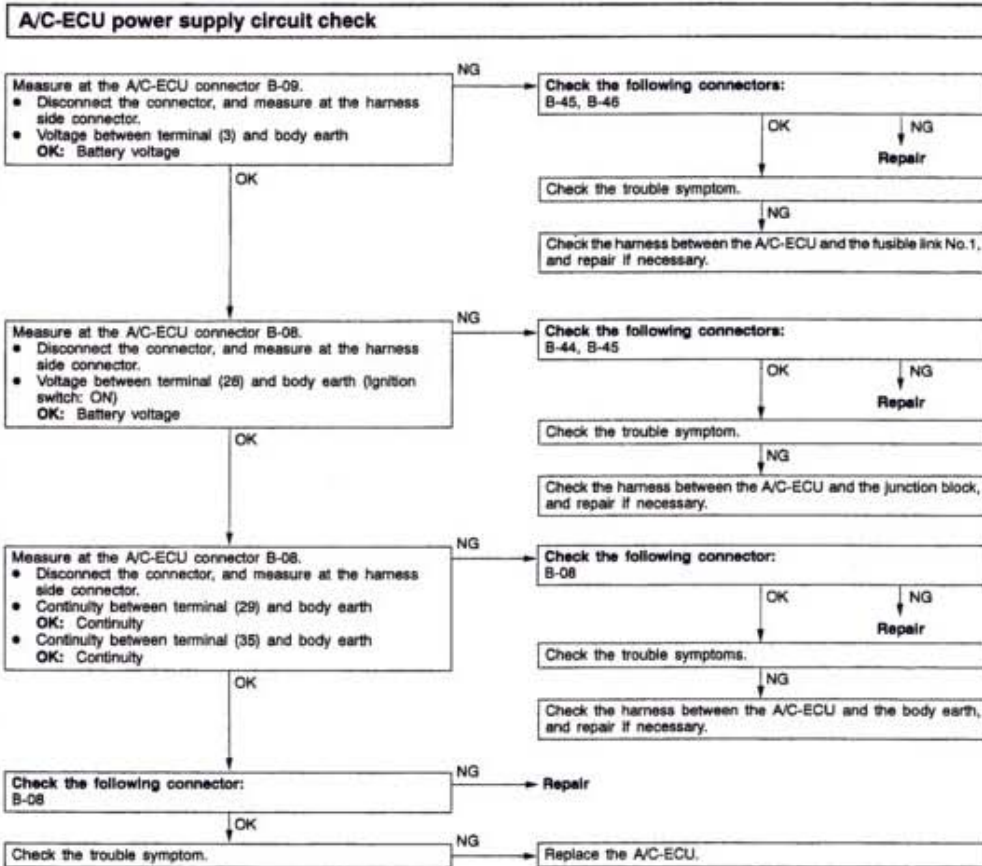 A/C-ECU power supply circuit check
Measure at the A/C-ECU connector B-09.
● Disconnect the connector, and measure at the harness
side connector.
● Voltage between terminal (3) and body earth
OK: Battery voltage
NG
Check the following connectors:
B-45, B-46
OK
NG
Repair
Check the trouble symptom.
NG
Check the harness between the A/C-ECU and the fusible link No.1,
and repair if necessary.
OK
Measure at the A/C-ECU connector B-08.
● Disconnect the connector, and measure at the harness
side connector.
● Voltage between terminal (28) and body earth (Ignition
switch: ON)
OK: Battery voltage
NG
Check the following connectors:
B-44, B-45
OK
NG
Repair
Check the trouble symptom.
NG
Check the harness between the A/C-ECU and the junction block,
and repair if necessary.
OK
Measure at the A/C-ECU connector B-08.
● Disconnect the connector, and measure at the harness
side connector.
● Continuity between terminal (29) and body earth
OK: Continuity
● Continuity between terminal (35) and body earth
OK: Continuity
NG
Check the following connector:
B-08
OK
NG
Repair
Check the trouble symptoms.
NG
Check the harness between the A/C-ECU and the body earth,
and repair if necessary.
OK
Check the following connector:
B-08
NG
Repair
OK
Check the trouble symptom.
NG
Replace the A/C-ECU.